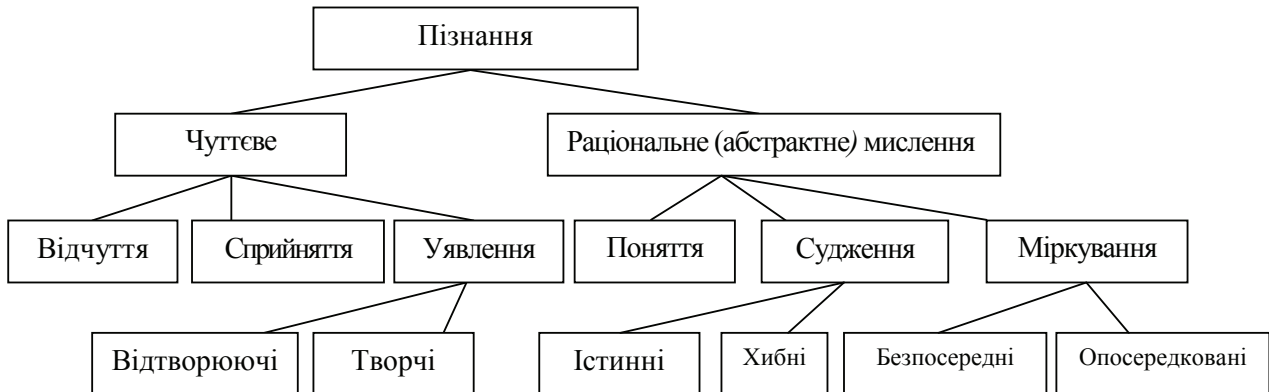 Пізнання
Чуттєве
Раціональне (абстрактне) мислення
Відчуття
Сприйняття
Уявлення
Поняття
Судження
Міркування
Відтворюючі
Творчі
Істинні
Хибні
Безпосередні
Опосередковані